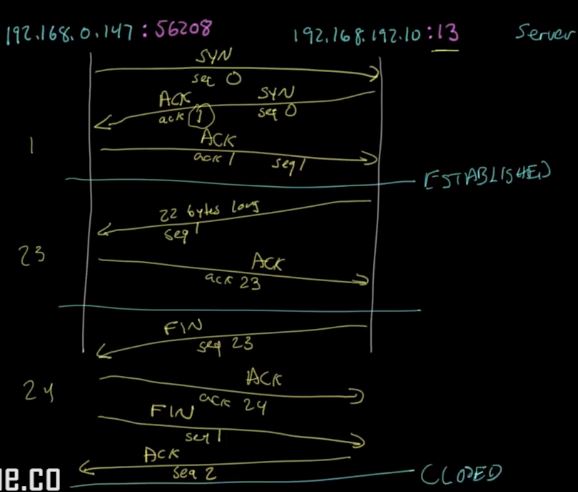 192.168.0.147:56208 192.168.192.10:13 Server
SYN
seq 0
ACK SYN
ack 1 seq 0
1
ACK
ack 1 seq 1
ESTABLISHED
22 bytes long
seq 1
23
ACK
ack 23
FIN
seq 23
24
ACK
ack 24
FIN
seq 1
ACK
seq 2
CLOSED
ne.co